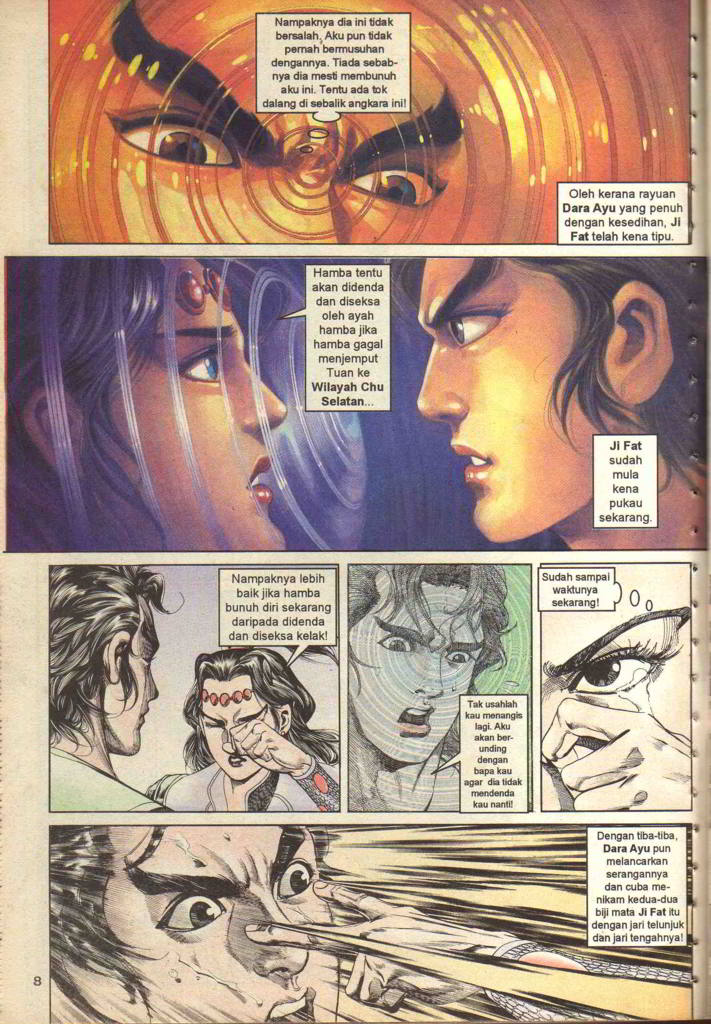 Nampaknya dia ini tidak
bersalah. Aku pun tidak
pernah bermusuhan
dengannya. Tiada sebab-
nya dia mesti membunuh
aku ini. Tentu ada tok
dalang di sebalik angkara ini!
Oleh kerana rayuan
Dara Ayu yang penuh
dengan kesedihan, Ji
Fat telah kena tipu.
Hamba tentu
akan didenda
dan diseksa
oleh ayah
hamba jika
hamba gagal
menjemput
Tuan ke
Wilayah Chu
Selatan...
Ji Fat
sudah
mula
kena
pukau
sekarang.
Nampaknya lebih
baik jika hamba
bunuh diri sekarang
daripada didenda
dan diseksa kelak!
Tak usahlah
kau menangis
lagi. Aku
akan ber-
unding
dengan
bapa kau
agar dia tidak
mendenda
kau nanti!
Sudah sampai
waktunya
sekarang!
Dengan tiba-tiba,
Dara Ayu pun
melancarkan
serangannya
dan cuba me-
nikam kedua-dua
biji mata Ji Fat itu
dengan jari telunjuk
dan jari tengahnya!
8